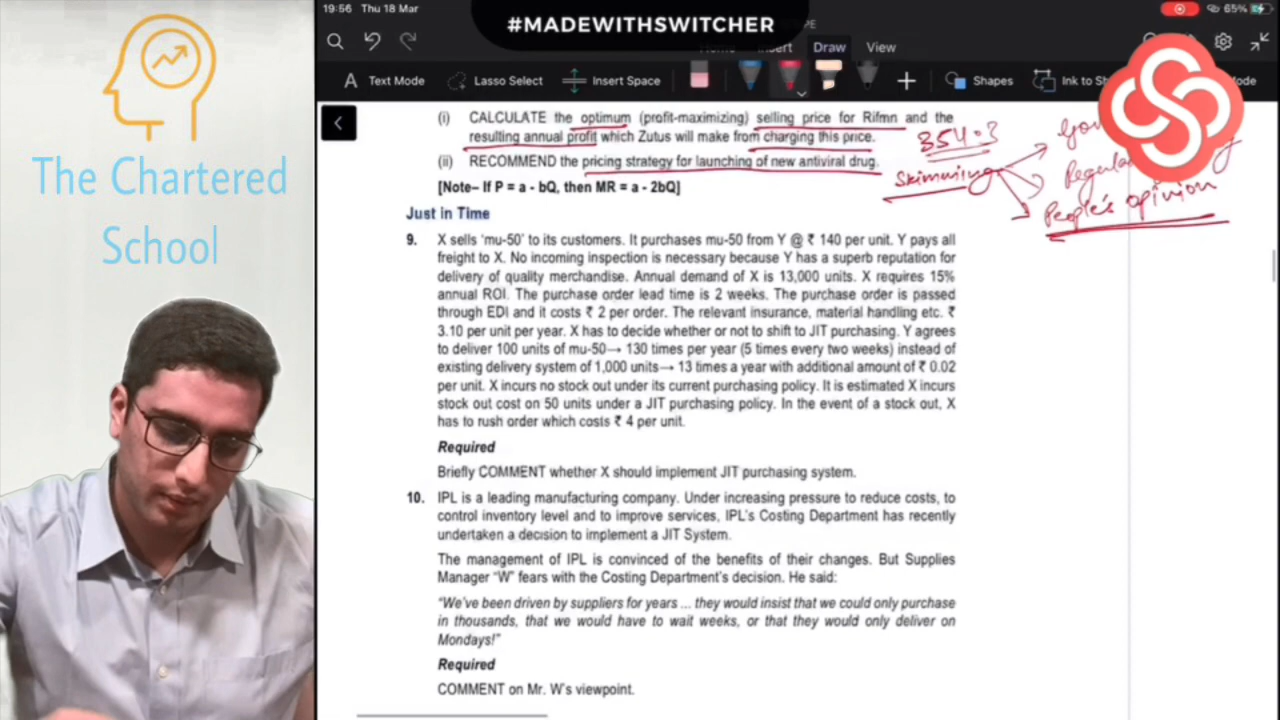 19:56 Thu 18 Mar
#MADEWITHSWITCHER
65%
Insert Draw View
Text Mode Lasso Select Insert Space Shapes Ink to
The Chartered
School
(i) CALCULATE the optimum (profit-maximizing) selling price for Rifmn and the
resulting annual profit which Zutus will make from charging this price.
(ii) RECOMMEND the pricing strategy for launching of new antiviral drug.
[Note– If P = a - bQ, then MR = a - 2bQ]
Skimming
People's opinion
Just in Time
9. X sells 'mu-50' to its customers. It purchases mu-50 from Y @ ₹ 140 per unit. Y pays all
freight to X. No incoming inspection is necessary because Y has a superb reputation for
delivery of quality merchandise. Annual demand of X is 13,000 units. X requires 15%
annual ROI. The purchase order lead time is 2 weeks. The purchase order is passed
through EDI and it costs ₹ 2 per order. The relevant insurance, material handling etc. ₹
3.10 per unit per year. X has to decide whether or not to shift to JIT purchasing. Y agrees
to deliver 100 units of mu-50→ 130 times per year (5 times every two weeks) instead of
existing delivery system of 1,000 units→ 13 times a year with additional amount of ₹ 0.02
per unit. X incurs no stock out under its current purchasing policy. It is estimated X incurs
stock out cost on 50 units under a JIT purchasing policy. In the event of a stock out, X
has to rush order which costs ₹ 4 per unit.
Required
Briefly COMMENT whether X should implement JIT purchasing system.
10. IPL is a leading manufacturing company. Under increasing pressure to reduce costs, to
control inventory level and to improve services, IPL's Costing Department has recently
undertaken a decision to implement a JIT System.
The management of IPL is convinced of the benefits of their changes. But Supplies
Manager "W" fears with the Costing Department's decision. He said:
"We've been driven by suppliers for years ... they would insist that we could only purchase
in thousands, that we would have to wait weeks, or that they would only deliver on
Mondays!"
Required
COMMENT on Mr. W's viewpoint.